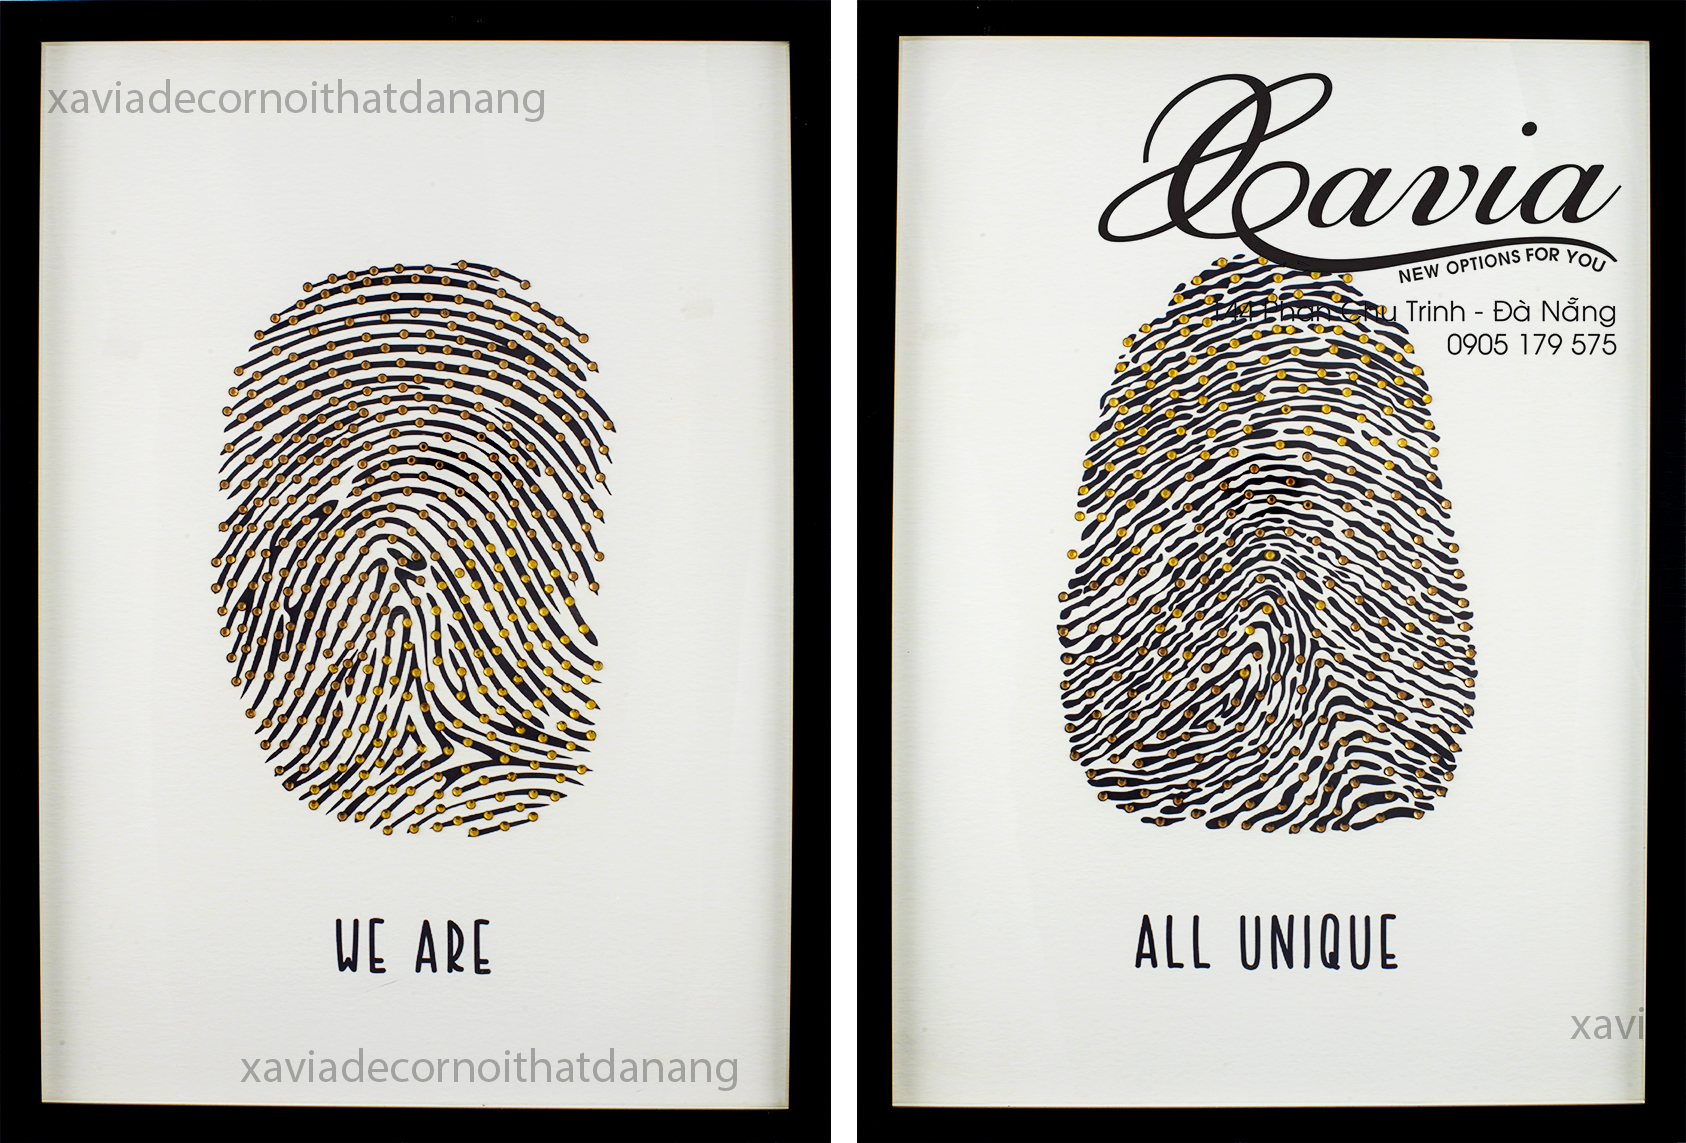 xaviadecornoithatdanang
WE ARE
xaviadecornoithatdanang
Xavia
NEW OPTIONS FOR YOU
144 Phan Chu Trinh - Đà Nẵng
0905 179 575
ALL UNIQUE
xavi